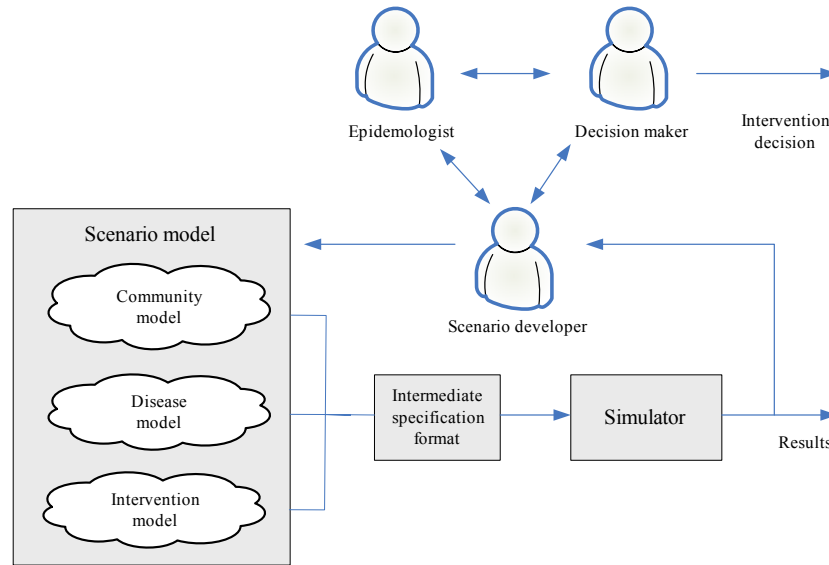 Epidemologist
Decision maker
Intervention
decision
Scenario model
Community
model
Scenario developer
Disease
model
Intermediate
specification
format
Simulator
Results
Intervention
model